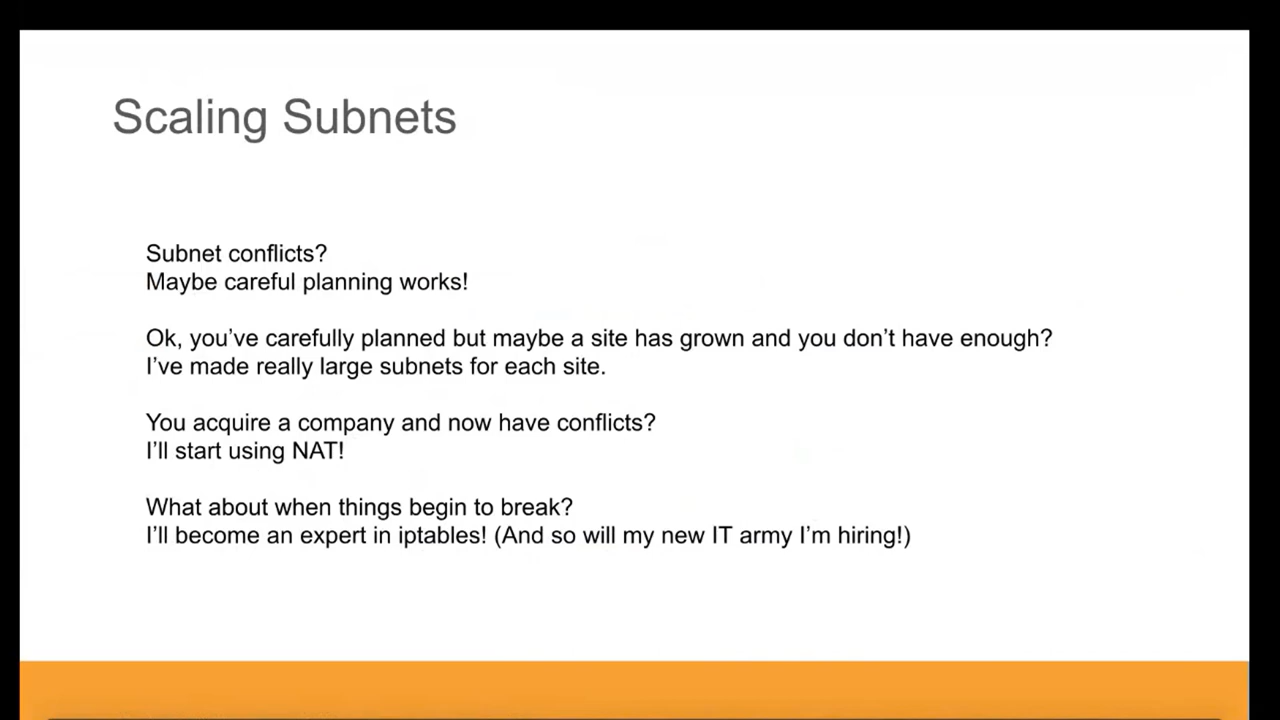 Scaling Subnets
Subnet conflicts?
Maybe careful planning works!
Ok, you’ve carefully planned but maybe a site has grown and you don’t have enough?
I’ve made really large subnets for each site.
You acquire a company and now have conflicts?
I’ll start using NAT!
What about when things begin to break?
I’ll become an expert in iptables! (And so will my new IT army I’m hiring!)